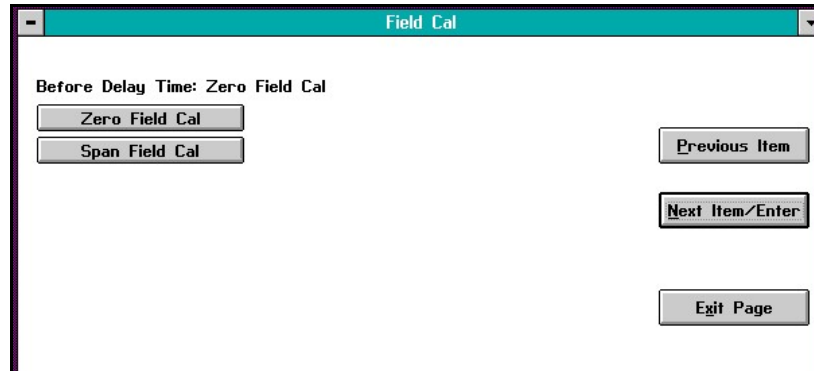 Field Cal
Before Delay Time: Zero Field Cal
Zero Field Cal
Span Field Cal
Previous Item
Next Item/Enter
Exit Page